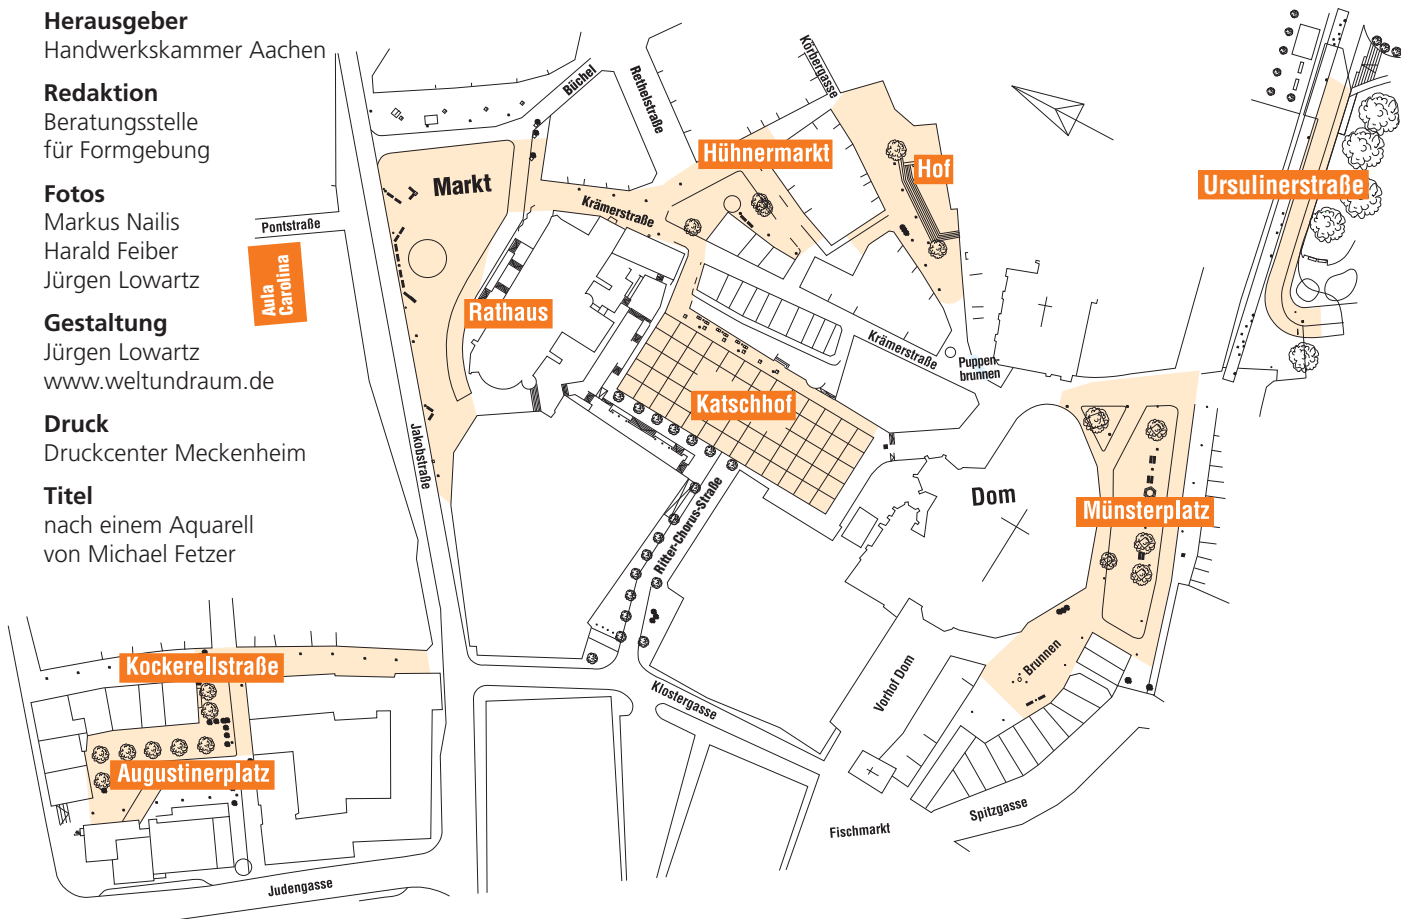 Herausgeber
Handwerkskammer Aachen
Redaktion
Beratungsstelle
für Formgebung
Fotos
Markus Nailis
Harald Feiber
Jürgen Lowartz
Gestaltung
Jürgen Lowartz
www.weltundraum.de
Druck
Druckcenter Meckenheim
Titel
nach einem Aquarell
von Michael Fetzer
Büchel
Rethelstraße
Körbergasse
Hühnermarkt
Hof
Ursulinerstraße
Markt
Krämerstraße
Pontstraße
Aula
Carolina
Rathaus
Krämerstraße
Puppen-
brunnen
Katschhof
Jakobstraße
Dom
Münsterplatz
Ritter-Chorus-Straße
Brunnen
Vorhof Dom
Kockerellstraße
Klostergasse
Augustinerplatz
Spitzgasse
Fischmarkt
Judengasse